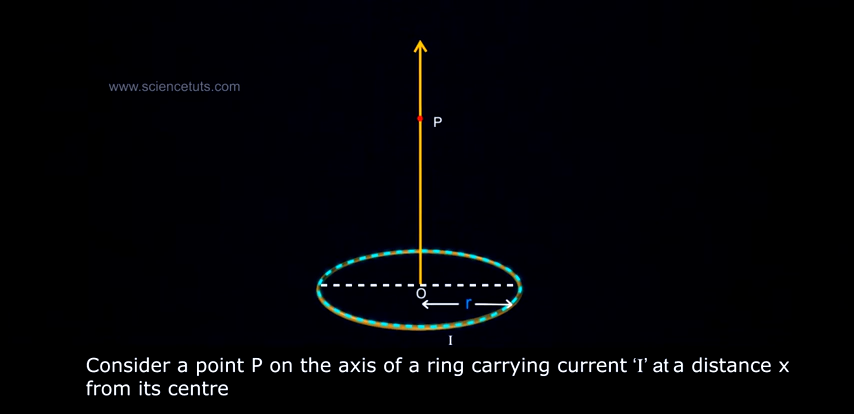 www.sciencetuts.com
P
O
r
I
Consider a point P on the axis of a ring carrying current ‘I’ at a distance x
from its centre